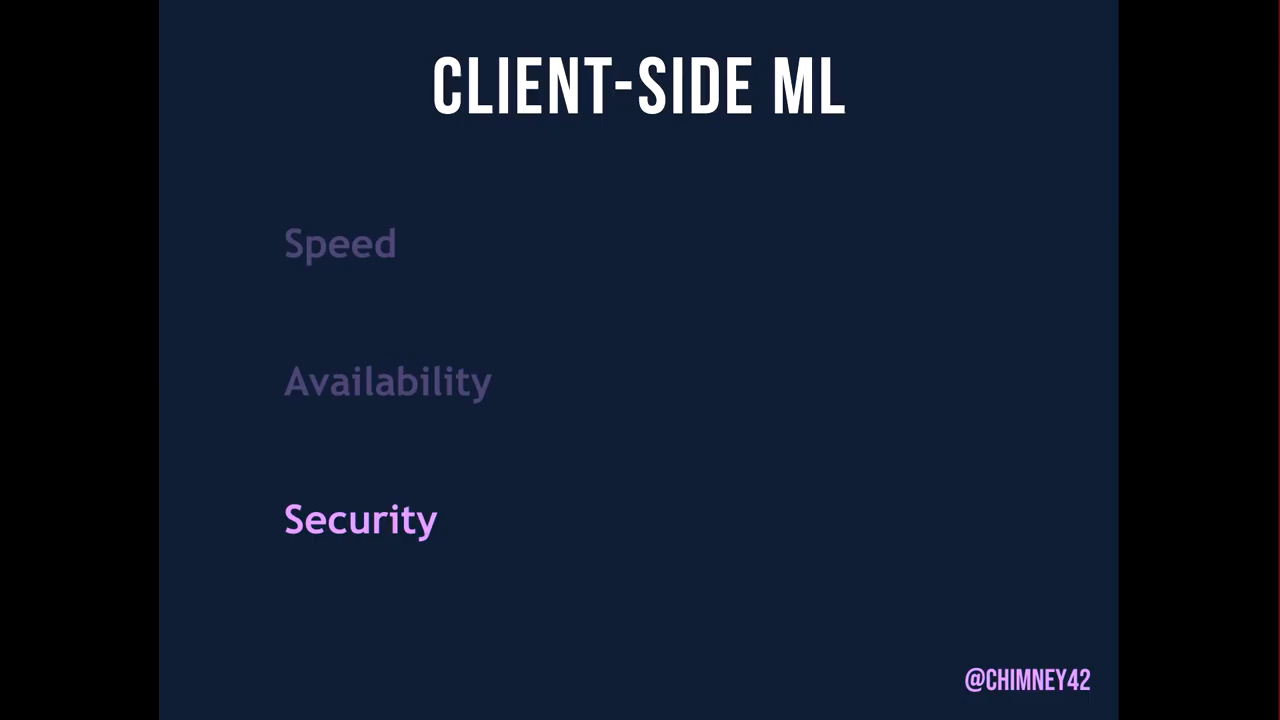 CLIENT-SIDE ML
Speed
Availability
Security
@CHIMNEY42